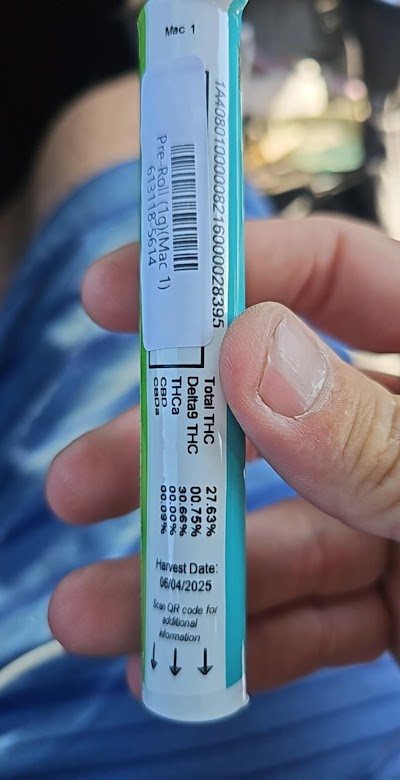 Mac 1
1A4080100000821600028395
Pre-Roll (1g)(Mac 1)
613118-5614
Total THC 27.63%
Delta9 THC 00.75%
THCa 30.66%
CBD 00.00%
CBDa 00.09%
Harvest Date:
06/04/2025
Scan QR code for
additional
information